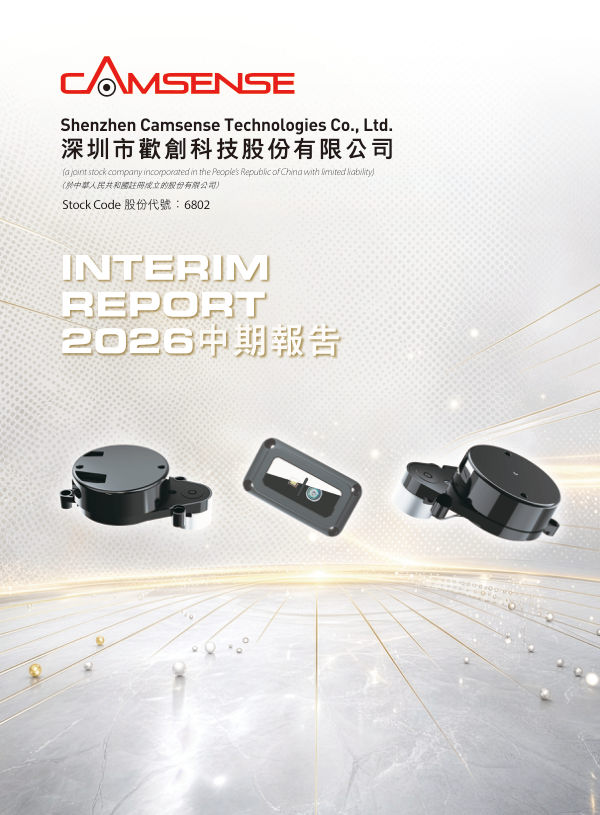 CAMSENSE
Shenzhen Camsense Technologies Co., Ltd.
深圳市歡創科技股份有限公司
(a joint stock company incorporated in the People's Republic of China with limited liability)
（於中華人民共和國註冊成立的股份有限公司）
Stock Code 股份代號：6802
INTERIM
REPORT
2026中期報告